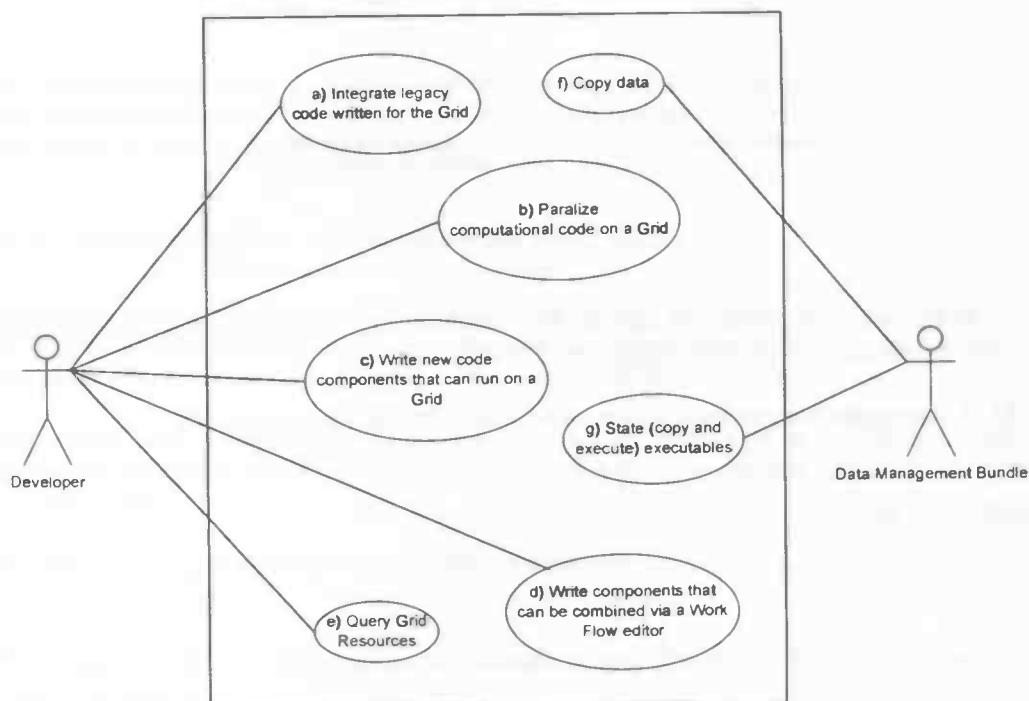 a) Integrate legacy
code written for the Grid
f) Copy data
b) Paralize
computational code on a Grid
c) Write new code
components that can run on a
Grid
g) State (copy and
execute) executables
Developer
Data Management Bundle
d) Write components that
can be combined via a Work
Flow editor
e) Query Grid
Resources